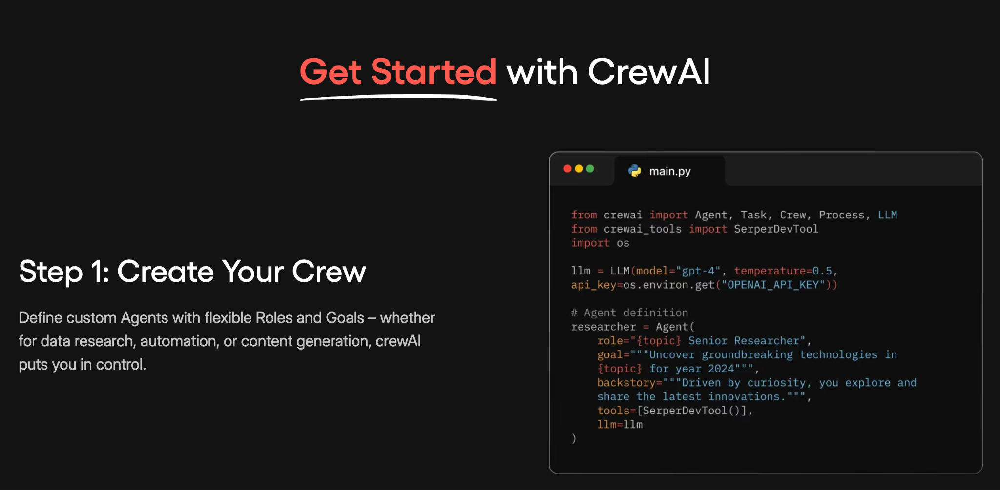 Get Started with CrewAI
Step 1: Create Your Crew
Define custom Agents with flexible Roles and Goals – whether
for data research, automation, or content generation, crewAI
puts you in control.
main.py
from crewai import Agent, Task, Crew, Process, LLM
from crewai_tools import SerperDevTool
import os

llm = LLM(model="gpt-4", temperature=0.5,
api_key=os.environ.get("OPENAI_API_KEY"))

# Agent definition
researcher = Agent(
    role="{topic} Senior Researcher",
    goal="""Uncover groundbreaking technologies in
    {topic} for year 2024""",
    backstory="""Driven by curiosity, you explore and
    share the latest innovations.""",
    tools=[SerperDevTool()],
    llm=llm
)